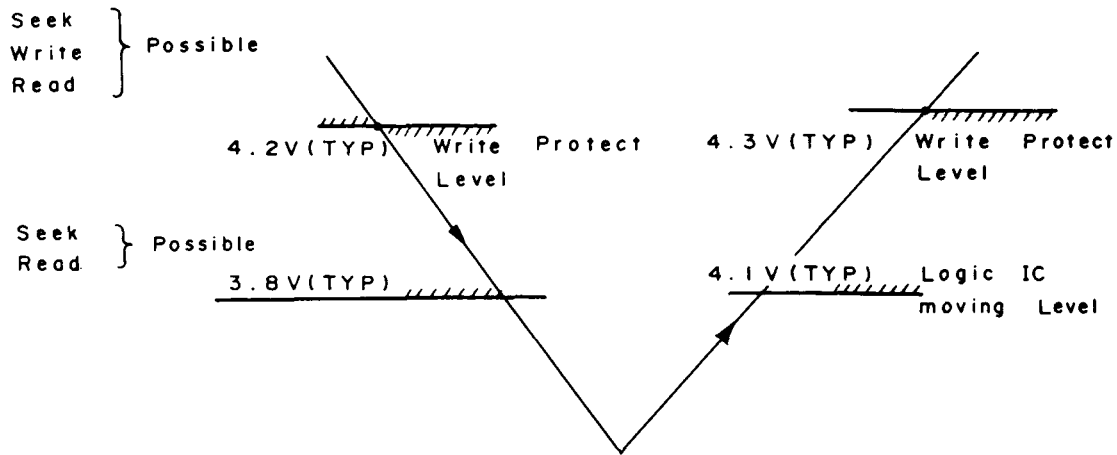 Seek
Write
Read
Possible
4.2V(TYP) Write Protect
Level
4.3V(TYP) Write Protect
Level
Seek
Read
Possible
3.8V(TYP)
4.1V(TYP) Logic IC
moving Level